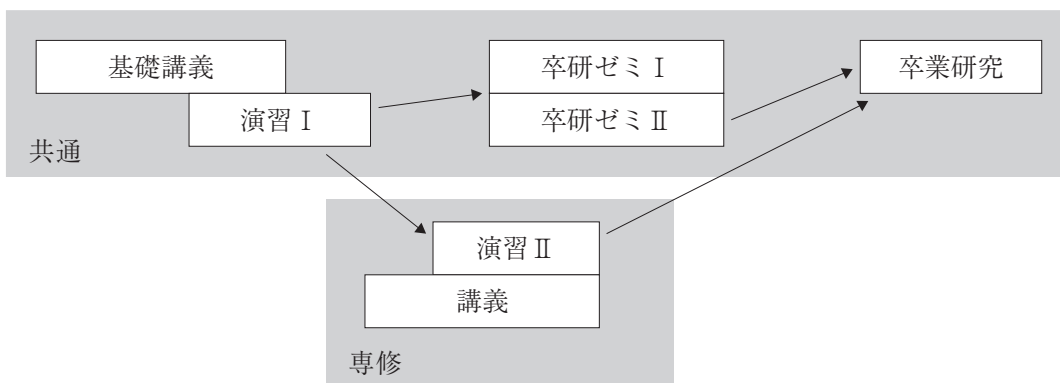 基礎講義
演習Ⅰ
共通
卒研ゼミⅠ
卒研ゼミⅡ
卒業研究
演習Ⅱ
講義
専修